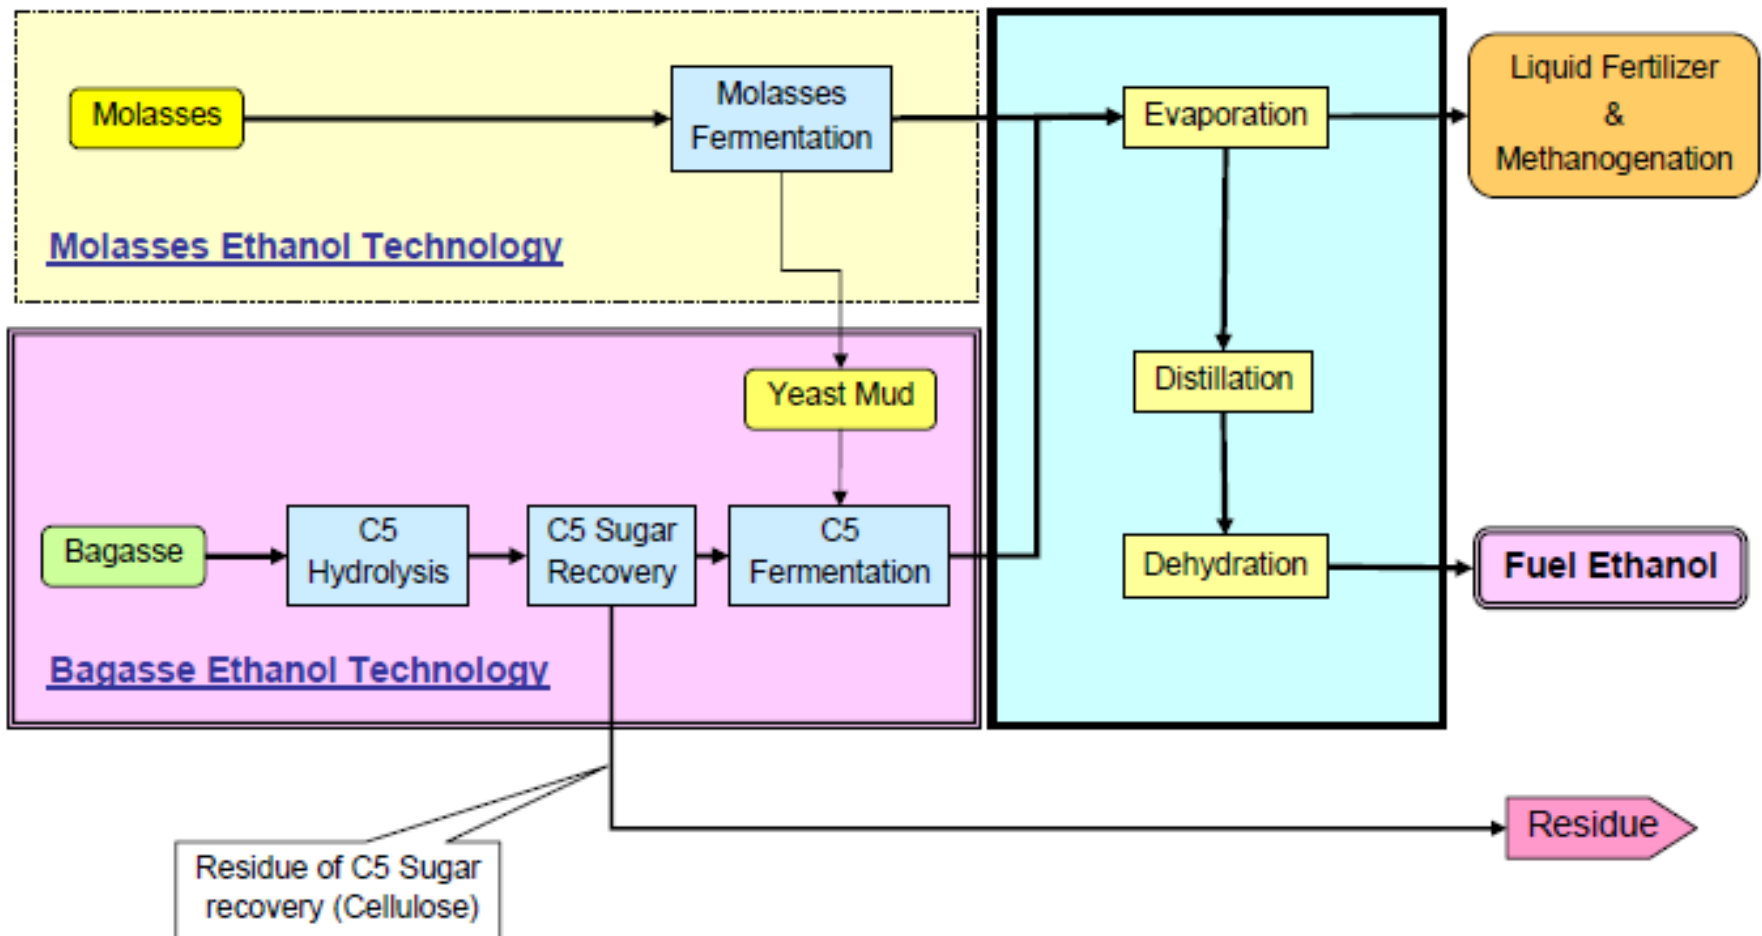 Molasses
Molasses
Fermentation
Evaporation
Liquid Fertilizer
&
Methanogenation
Molasses Ethanol Technology
Yeast Mud
Distillation
Bagasse
C5
Hydrolysis
C5 Sugar
Recovery
C5
Fermentation
Dehydration
Fuel Ethanol
Bagasse Ethanol Technology
Residue
Residue of C5 Sugar
recovery (Cellulose)